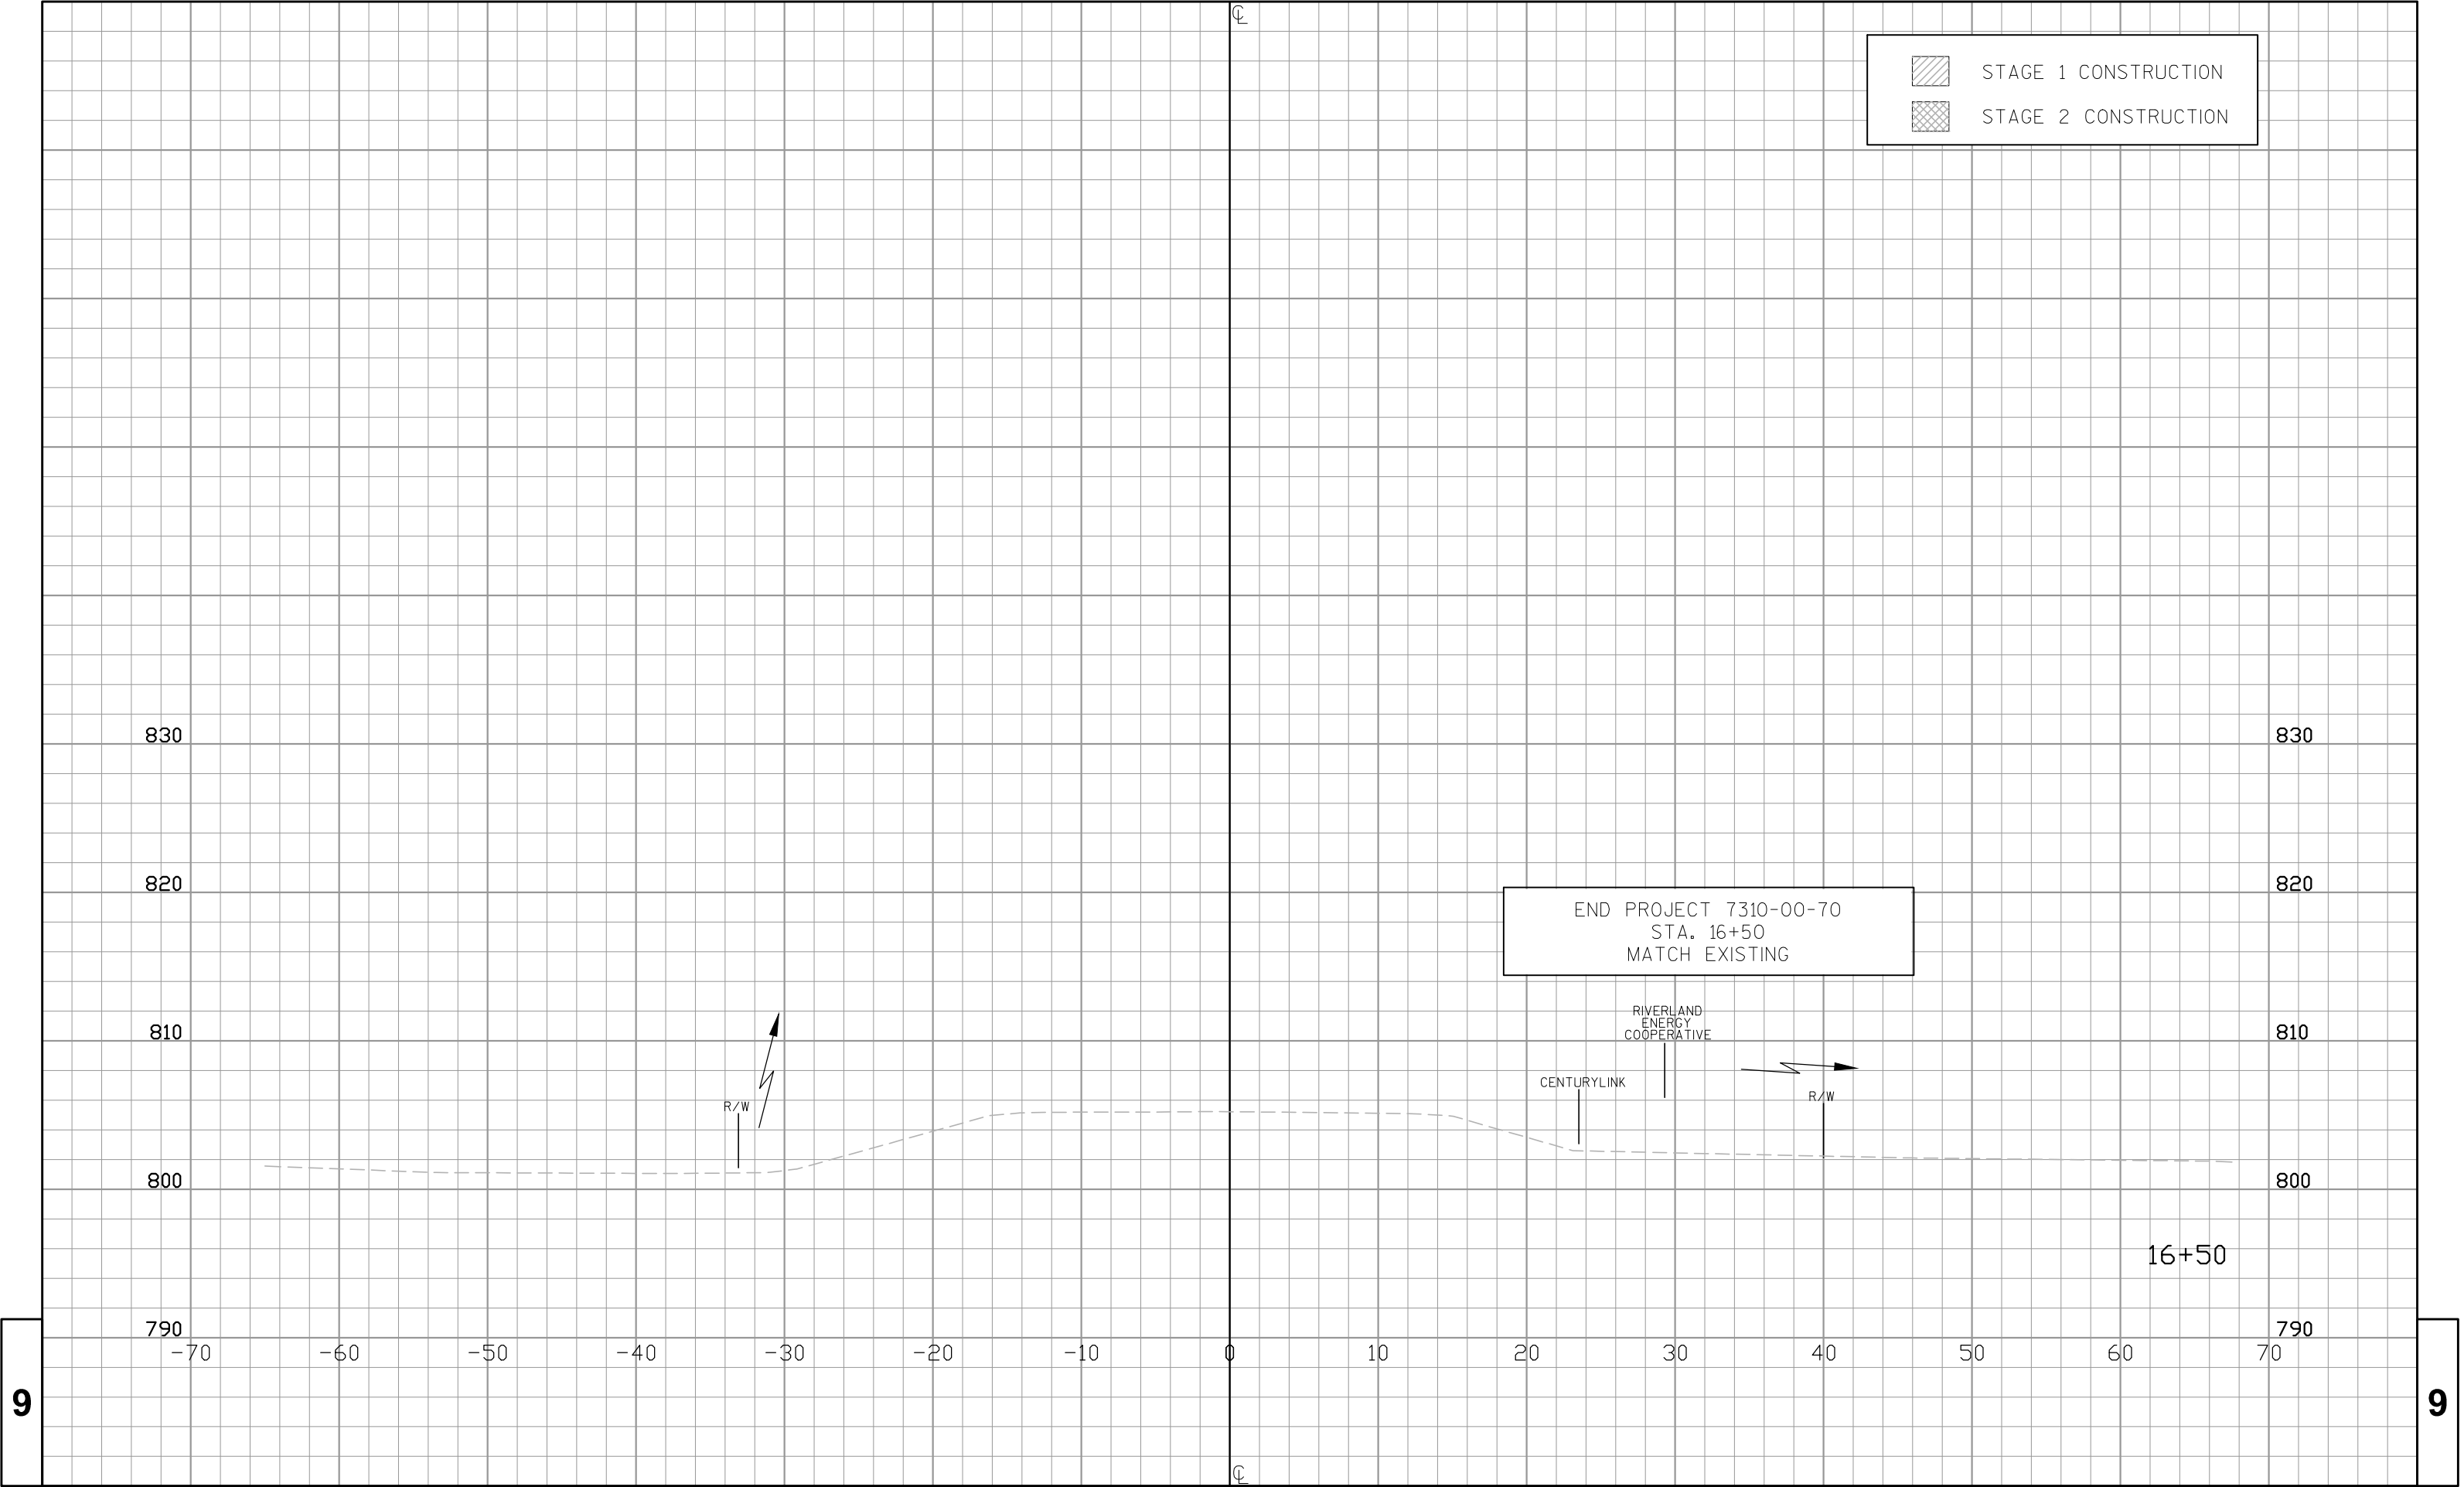 CL
STAGE 1 CONSTRUCTION
STAGE 2 CONSTRUCTION
830 830
820 820
END PROJECT 7310-00-70
STA. 16+50
MATCH EXISTING
RIVERLAND
ENERGY
COOPERATIVE
810 810
CENTURYLINK
R/W R/W
800 800
16+50
790 790
-70 -60 -50 -40 -30 -20 -10 0 10 20 30 40 50 60 70
9 9
CL